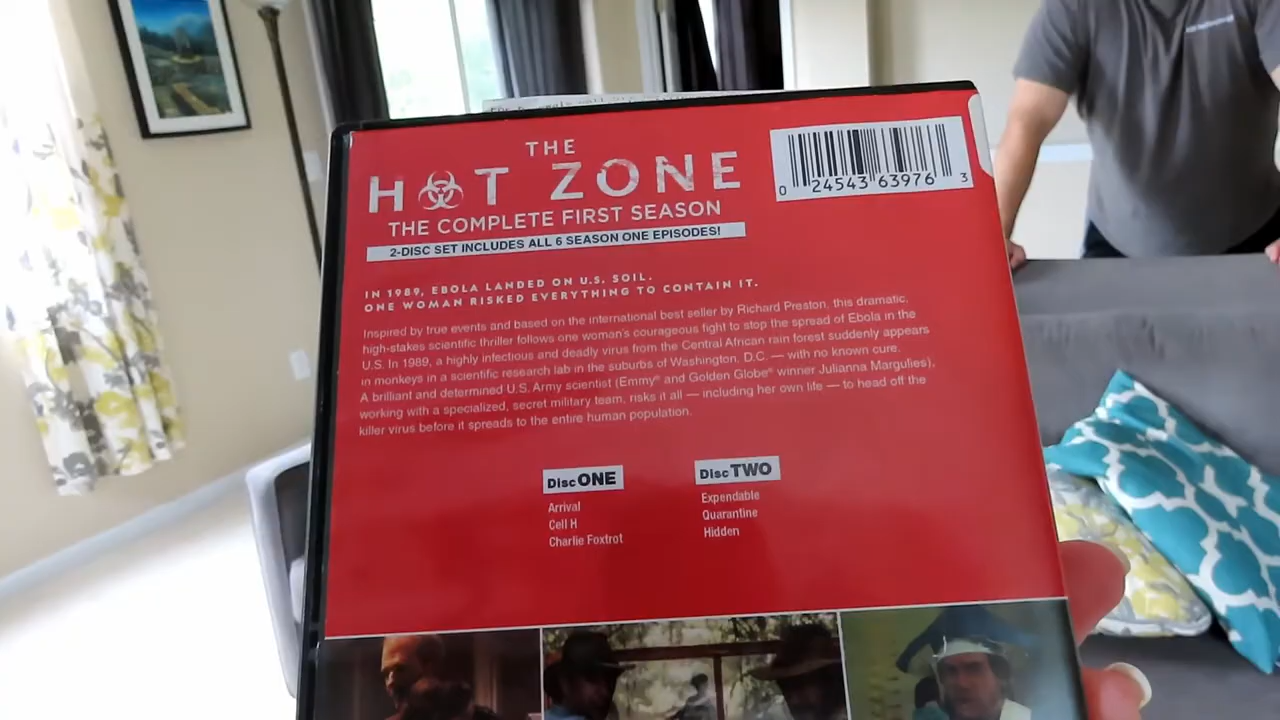 THE
HOT ZONE
THE COMPLETE FIRST SEASON
2-DISC SET INCLUDES ALL 6 SEASON ONE EPISODES!
0 24543 63976 3
IN 1989, EBOLA LANDED ON U.S. SOIL.
ONE WOMAN RISKED EVERYTHING TO CONTAIN IT.
Inspired by true events and based on the international best seller by Richard Preston, this dramatic,
high-stakes scientific thriller follows one woman's courageous fight to stop the spread of Ebola in the
U.S. In 1989, a highly infectious and deadly virus from the Central African rain forest suddenly appears
in monkeys in a scientific research lab in the suburbs of Washington, D.C. — with no known cure.
A brilliant and determined U.S. Army scientist (Emmy® and Golden Globe® winner Julianna Margulies),
working with a specialized, secret military team, risks it all — including her own life — to head off the
killer virus before it spreads to the entire human population.
Disc ONE
Arrival
Cell H
Charlie Foxtrot
Disc TWO
Expendable
Quarantine
Hidden